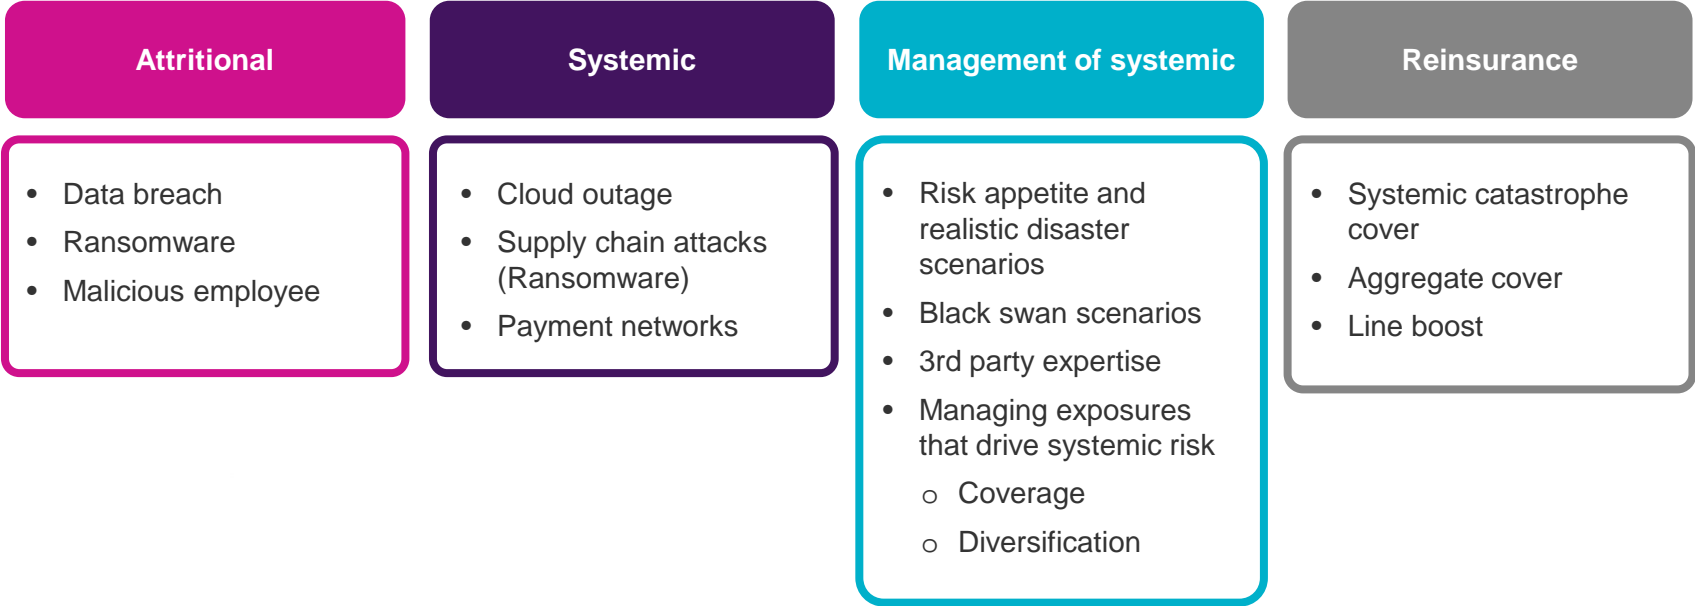 Attritional
• Data breach
• Ransomware
• Malicious employee
Systemic
• Cloud outage
• Supply chain attacks
(Ransomware)
• Payment networks
Management of systemic
• Risk appetite and
realistic disaster
scenarios
• Black swan scenarios
• 3rd party expertise
• Managing exposures
that drive systemic risk
o Coverage
o Diversification
Reinsurance
• Systemic catastrophe
cover
• Aggregate cover
• Line boost